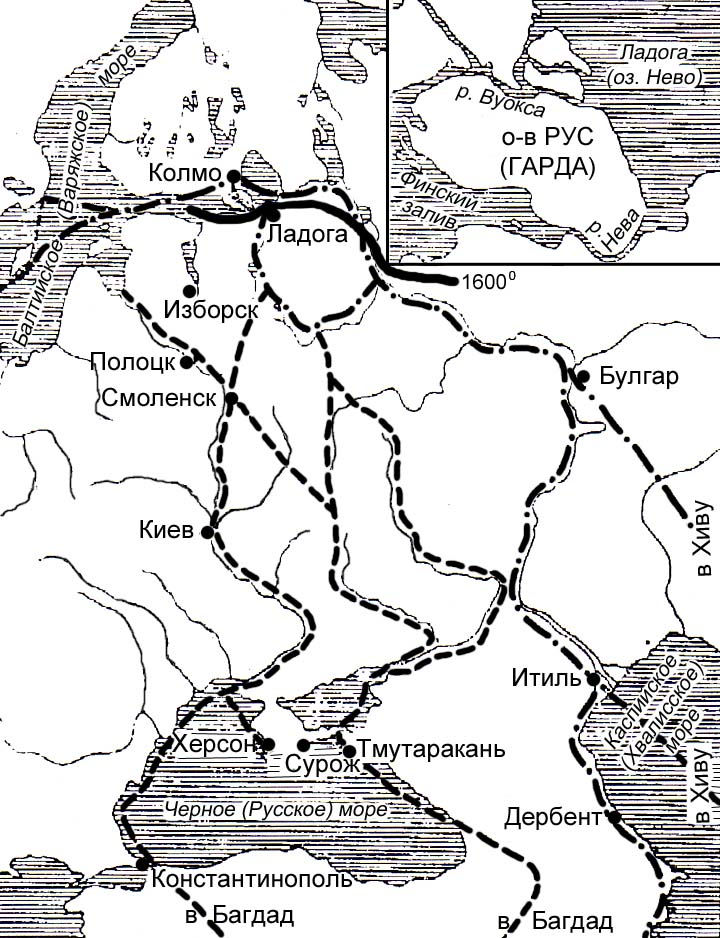 море
Балтийское (Варяжское)
Ладога
(оз. Нево)
р. Вуокса
о-в РУС
(ГАРДА)
Финский
залив
р. Нева
Колмо
Ладога
1600⁰
Изборск
Полоцк
Смоленск
Булгар
в Хиву
Киев
Итиль
Каспийское
(Хвалисское)
море
в Хиву
Херсон
Сурож
Тмутаракань
Черное (Русское) море
Дербент
Константинополь
в Багдад
в Багдад